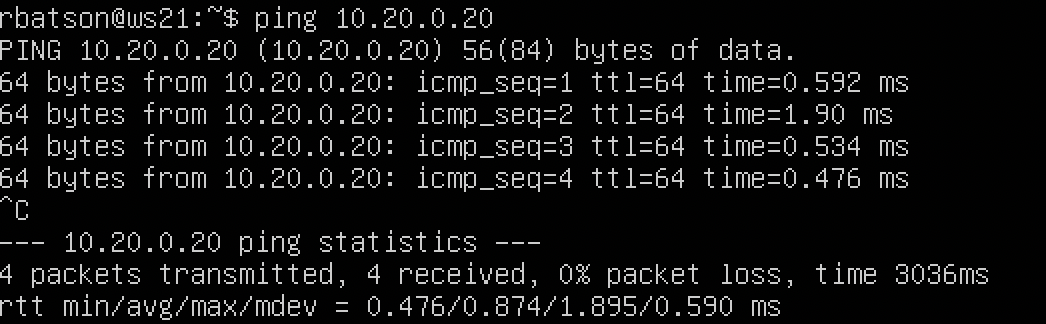 rbatson@ws21:~$ ping 10.20.0.20
PING 10.20.0.20 (10.20.0.20) 56(84) bytes of data.
64 bytes from 10.20.0.20: icmp_seq=1 ttl=64 time=0.592 ms
64 bytes from 10.20.0.20: icmp_seq=2 ttl=64 time=1.90 ms
64 bytes from 10.20.0.20: icmp_seq=3 ttl=64 time=0.534 ms
64 bytes from 10.20.0.20: icmp_seq=4 ttl=64 time=0.476 ms
^C
--- 10.20.0.20 ping statistics ---
4 packets transmitted, 4 received, 0% packet loss, time 3036ms
rtt min/avg/max/mdev = 0.476/0.874/1.895/0.590 ms